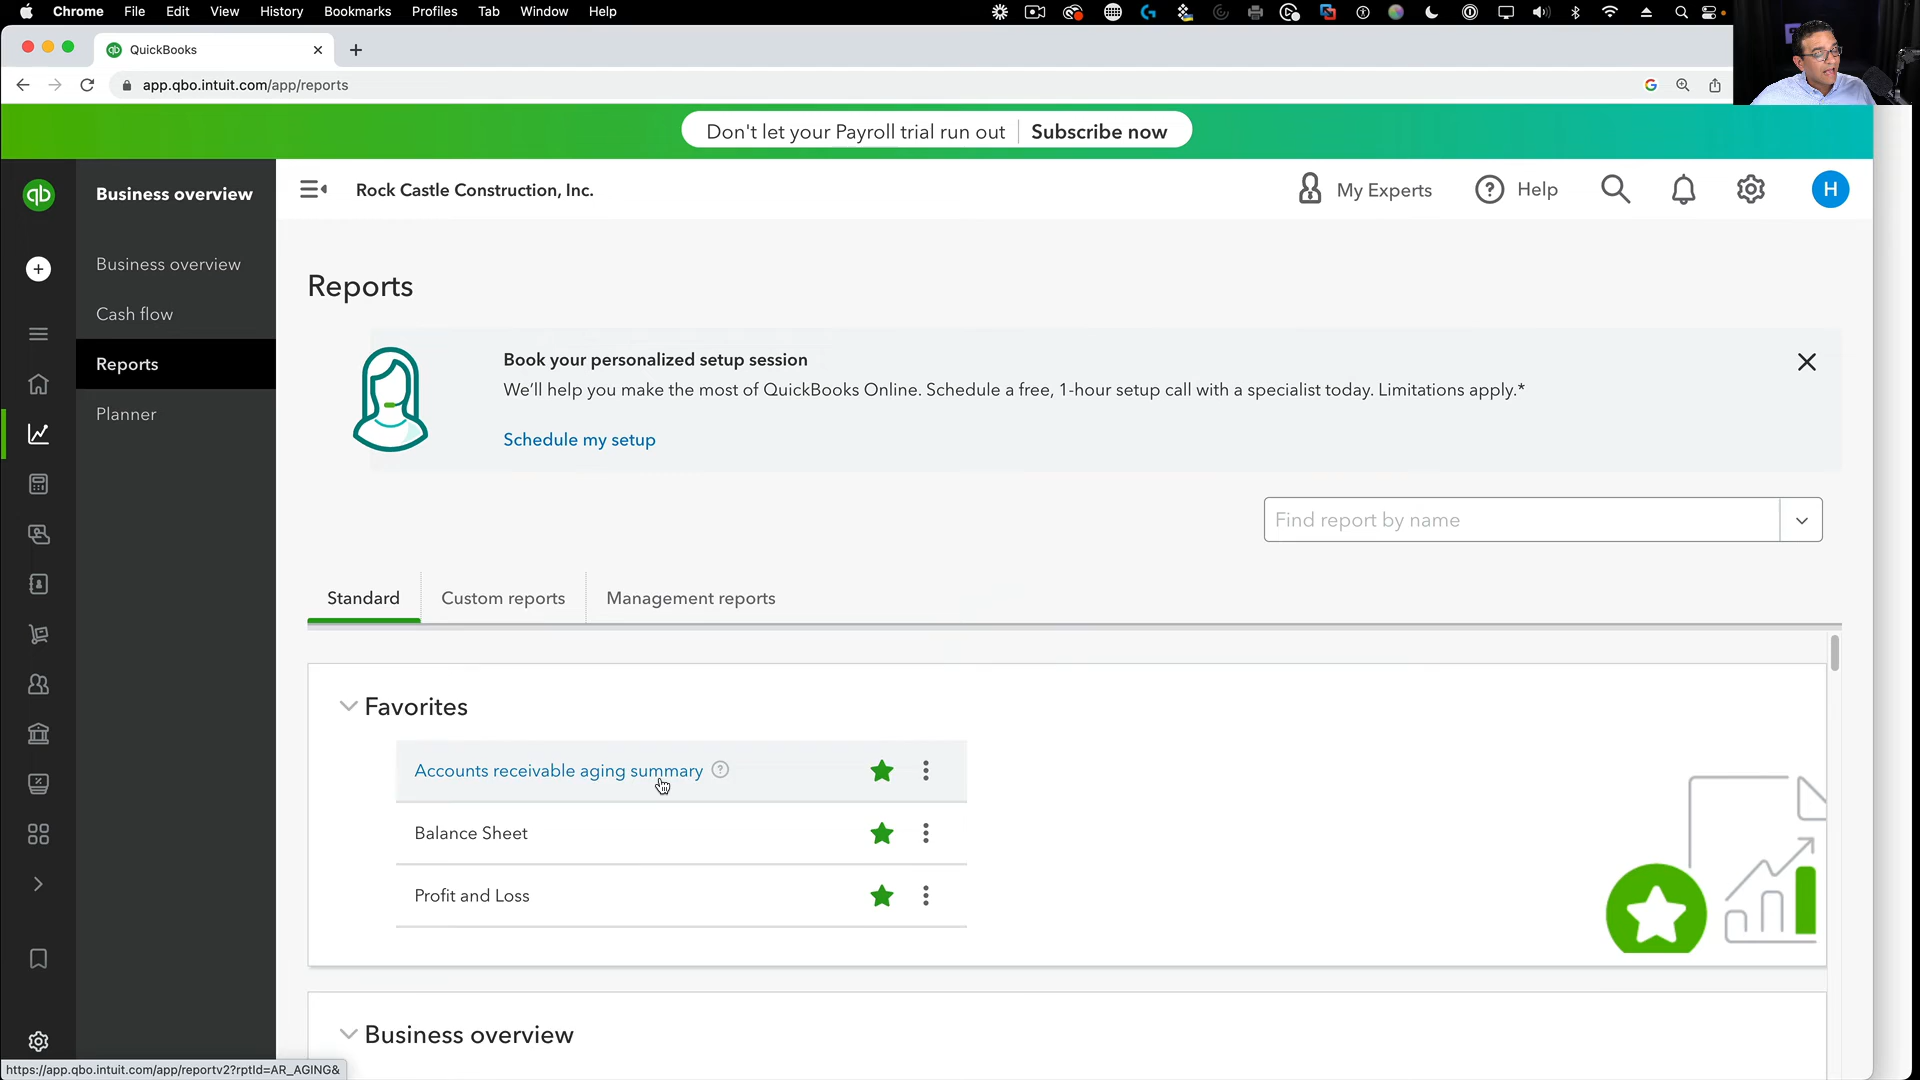 Chrome File Edit View History Bookmarks Profiles Tab Window Help
QuickBooks
app.qbo.intuit.com/app/reports
Don't let your Payroll trial run out Subscribe now
qb
Business overview
Rock Castle Construction, Inc.
My Experts
Help
H
Business overview
Cash flow
Reports
Planner
Reports
Book your personalized setup session
We'll help you make the most of QuickBooks Online. Schedule a free, 1-hour setup call with a specialist today. Limitations apply.*
Schedule my setup
Find report by name
Standard
Custom reports
Management reports
Favorites
Accounts receivable aging summary
Balance Sheet
Profit and Loss
Business overview
https://app.qbo.intuit.com/app/reportv2?rptId=AR_AGING&